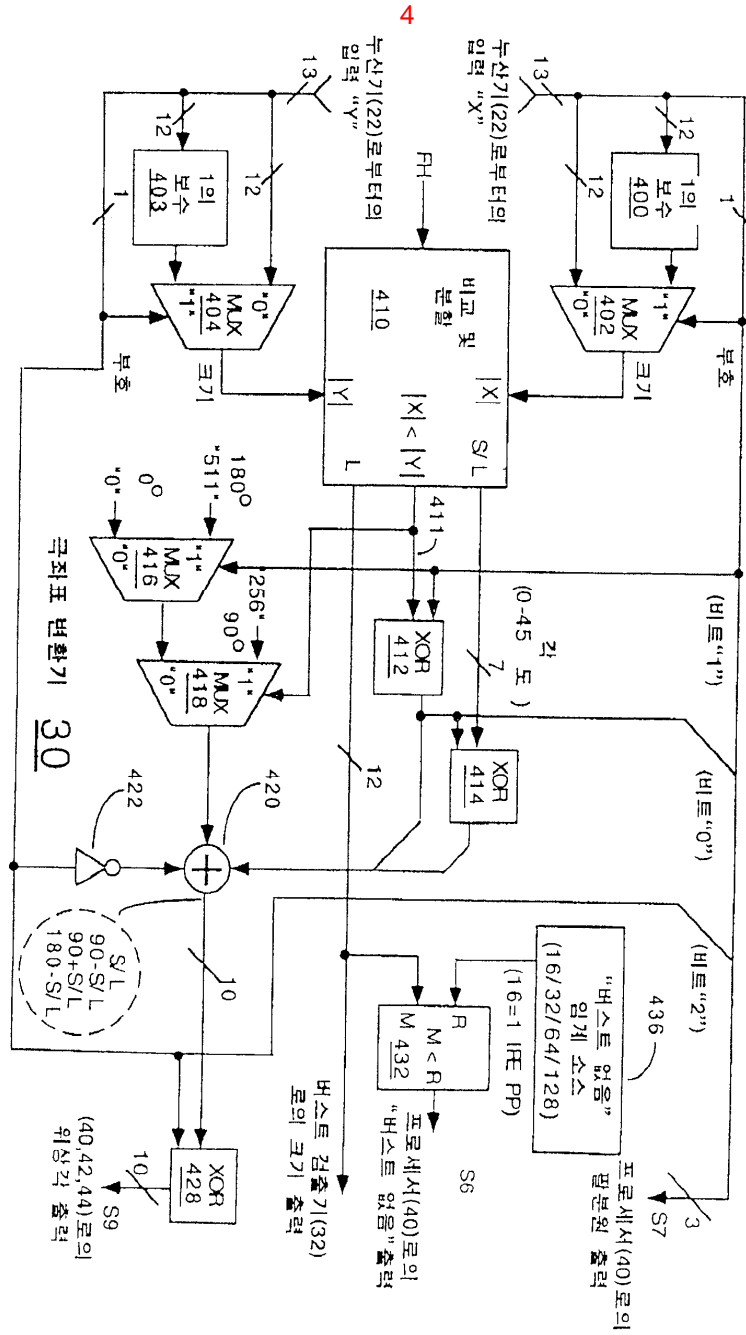 4
누산기(22)로부터의
입력 "X"
13
12
1의
보수
400
12
1
"1"
MUX
402
"0"
부호
크기
누산기(22)로부터의
입력 "Y"
13
12
12
1의
보수
403
1
"0"
MUX
404
"1"
부호
크기
FH
비교 및
분할
410
|X|
|Y|
S/L
|X| < |Y|
L
411
180°
"511"
0°
"0"
"1"
MUX
416
"0"
"256"
90°
"1"
MUX
418
"0"
XOR
412
각
(0-45 도)
7
XOR
414
12
(비트"1")
(비트"0")
(비트"2")
극좌표 변환기
30
420
422
+
S/L
90-S/L
90+S/L
180-S/L
10
"버스트 없음"
임계 소스
(16/32/64/128)
436
(16=1 IRE PP)
R
M < R
M
432
S6
프로세서(40)로의
"버스트 없음"출력
버스트 검출기(32)
로의 크기 출력
XOR
428
10
S9
(40,42,44)로의
위상각 출력
3
S7
프로세서(40)로의
팔분원 출력